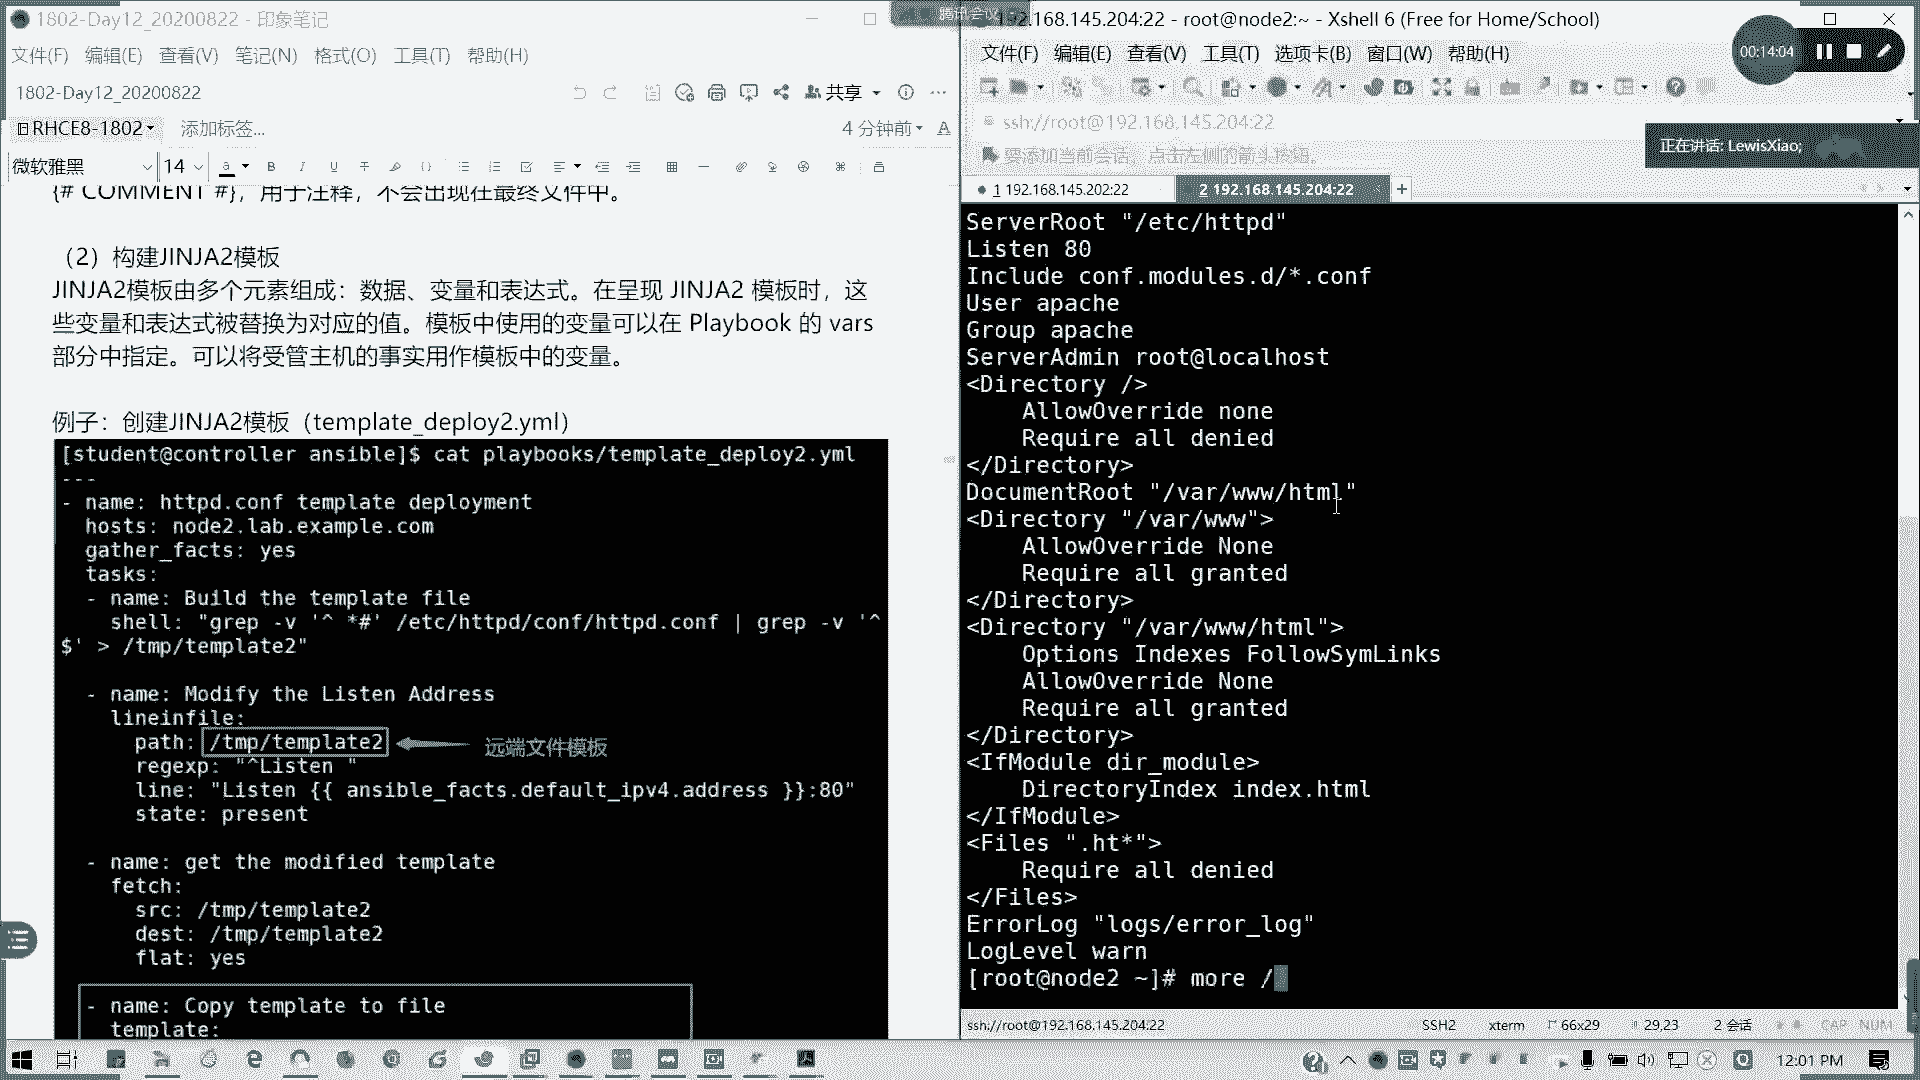 1802-Day12_20200822 - 印象笔记
文件(F) 编辑(E) 查看(V) 笔记(N) 格式(O) 工具(T) 帮助(H)
1802-Day12_20200822
共享
RHCE8-1802 添加标签...
4 分钟前
微软雅黑 14
{# COMMENT #}，用于注释，不会出现在最终文件中。
（2）构建JINJA2模板
JINJA2模板由多个元素组成：数据、变量和表达式。在呈现 JINJA2 模板时，这
些变量和表达式被替换为对应的值。模板中使用的变量可以在 Playbook 的 vars
部分中指定。可以将受管主机的事实用作模板中的变量。
例子：创建JINJA2模板（template_deploy2.yml）
[student@controller ansible]$ cat playbooks/template_deploy2.yml
---
- name: httpd.conf template deployment
  hosts: node2.lab.example.com
  gather_facts: yes
  tasks:
  - name: Build the template file
    shell: "grep -v '^ *#' /etc/httpd/conf/httpd.conf | grep -v '^
$' > /tmp/template2"
  - name: Modify the Listen Address
    lineinfile:
      path: /tmp/template2
远端文件模板
      regexp: "^Listen "
      line: "Listen {{ ansible_facts.default_ipv4.address }}:80"
      state: present
  - name: get the modified template
    fetch:
      src: /tmp/template2
      dest: /tmp/template2
      flat: yes
  - name: Copy template to file
    template:
腾讯会议
192.168.145.204:22 - root@node2:~ - Xshell 6 (Free for Home/School)
文件(F) 编辑(E) 查看(V) 工具(T) 选项卡(B) 窗口(W) 帮助(H)
00:14:04
ssh://root@192.168.145.204:22
要添加当前会话，点击左侧的箭头按钮。
正在讲话: LewisXiao;
1 192.168.145.202:22
2 192.168.145.204:22
ServerRoot "/etc/httpd"
Listen 80
Include conf.modules.d/*.conf
User apache
Group apache
ServerAdmin root@localhost
<Directory />
    AllowOverride none
    Require all denied
</Directory>
DocumentRoot "/var/www/html"
<Directory "/var/www">
    AllowOverride None
    Require all granted
</Directory>
<Directory "/var/www/html">
    Options Indexes FollowSymLinks
    AllowOverride None
    Require all granted
</Directory>
<IfModule dir_module>
    DirectoryIndex index.html
</IfModule>
<Files ".ht*">
    Require all denied
</Files>
ErrorLog "logs/error_log"
LogLevel warn
[root@node2 ~]# more /
ssh://root@192.168.145.204:22 SSH2 xterm 66x29 29,23 2 会话 CAP NUM
12:01 PM